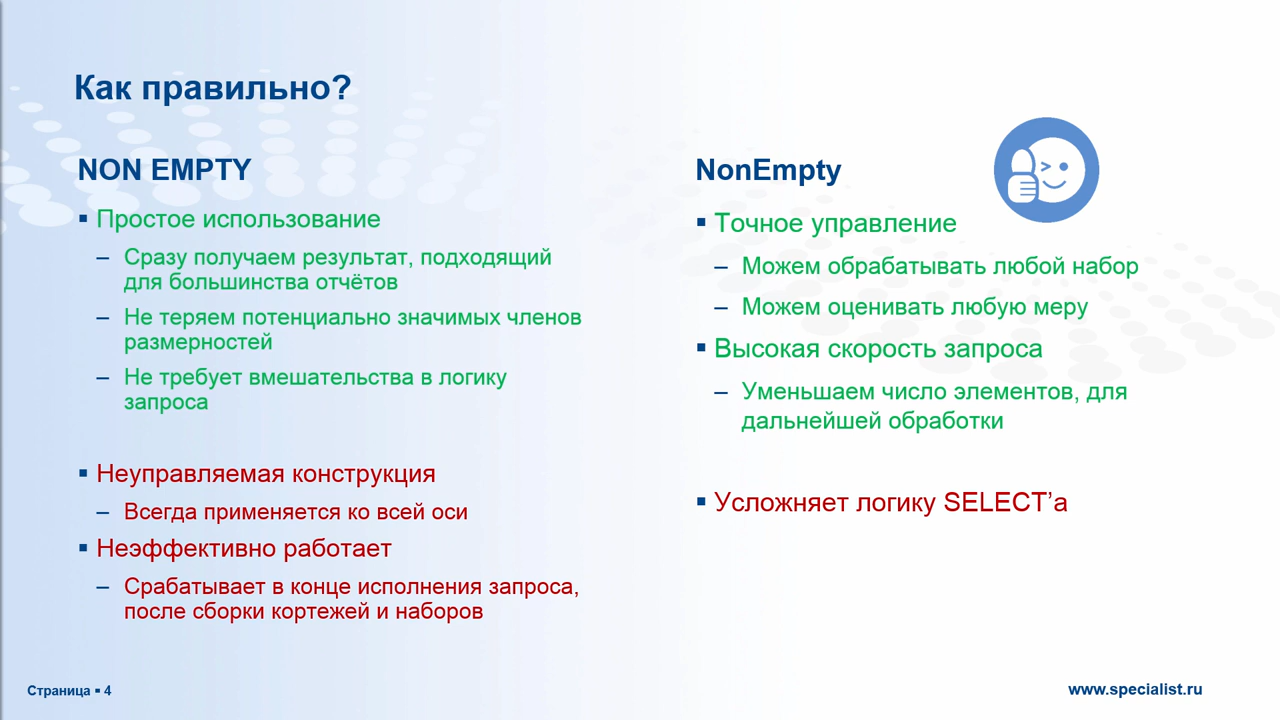 Как правильно?
NON EMPTY
▪ Простое использование
– Сразу получаем результат, подходящий
для большинства отчётов
– Не теряем потенциально значимых членов
размерностей
– Не требует вмешательства в логику
запроса
▪ Неуправляемая конструкция
– Всегда применяется ко всей оси
▪ Неэффективно работает
– Срабатывает в конце исполнения запроса,
после сборки кортежей и наборов
NonEmpty
▪ Точное управление
– Можем обрабатывать любой набор
– Можем оценивать любую меру
▪ Высокая скорость запроса
– Уменьшаем число элементов, для
дальнейшей обработки
▪ Усложняет логику SELECT’а
Страница ▪ 4
www.specialist.ru